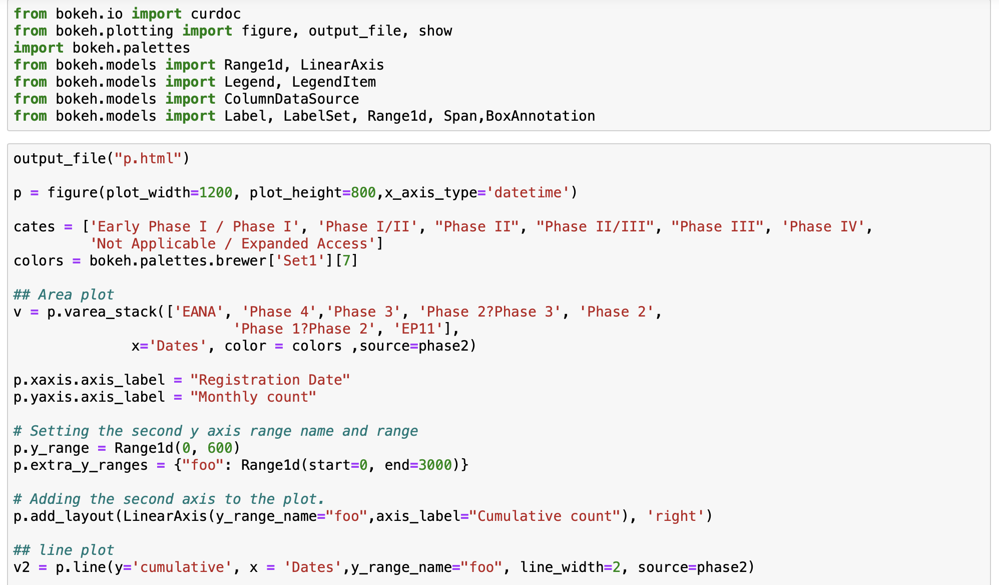 from bokeh.io import curdoc
from bokeh.plotting import figure, output_file, show
import bokeh.palettes
from bokeh.models import Range1d, LinearAxis
from bokeh.models import Legend, LegendItem
from bokeh.models import ColumnDataSource
from bokeh.models import Label, LabelSet, Range1d, Span,BoxAnnotation
output_file("p.html")
p = figure(plot_width=1200, plot_height=800,x_axis_type='datetime')
cates = ['Early Phase I / Phase I', 'Phase I/II', "Phase II", "Phase II/III", "Phase III", 'Phase IV',
'Not Applicable / Expanded Access']
colors = bokeh.palettes.brewer['Set1'][7]
## Area plot
v = p.varea_stack(['EANA', 'Phase 4','Phase 3', 'Phase 2?Phase 3', 'Phase 2',
'Phase 1?Phase 2', 'EP11'],
x='Dates', color = colors ,source=phase2)
p.xaxis.axis_label = "Registration Date"
p.yaxis.axis_label = "Monthly count"
# Setting the second y axis range name and range
p.y_range = Range1d(0, 600)
p.extra_y_ranges = {"foo": Range1d(start=0, end=3000)}
# Adding the second axis to the plot.
p.add_layout(LinearAxis(y_range_name="foo",axis_label="Cumulative count"), 'right')
## line plot
v2 = p.line(y='cumulative', x = 'Dates',y_range_name="foo", line_width=2, source=phase2)